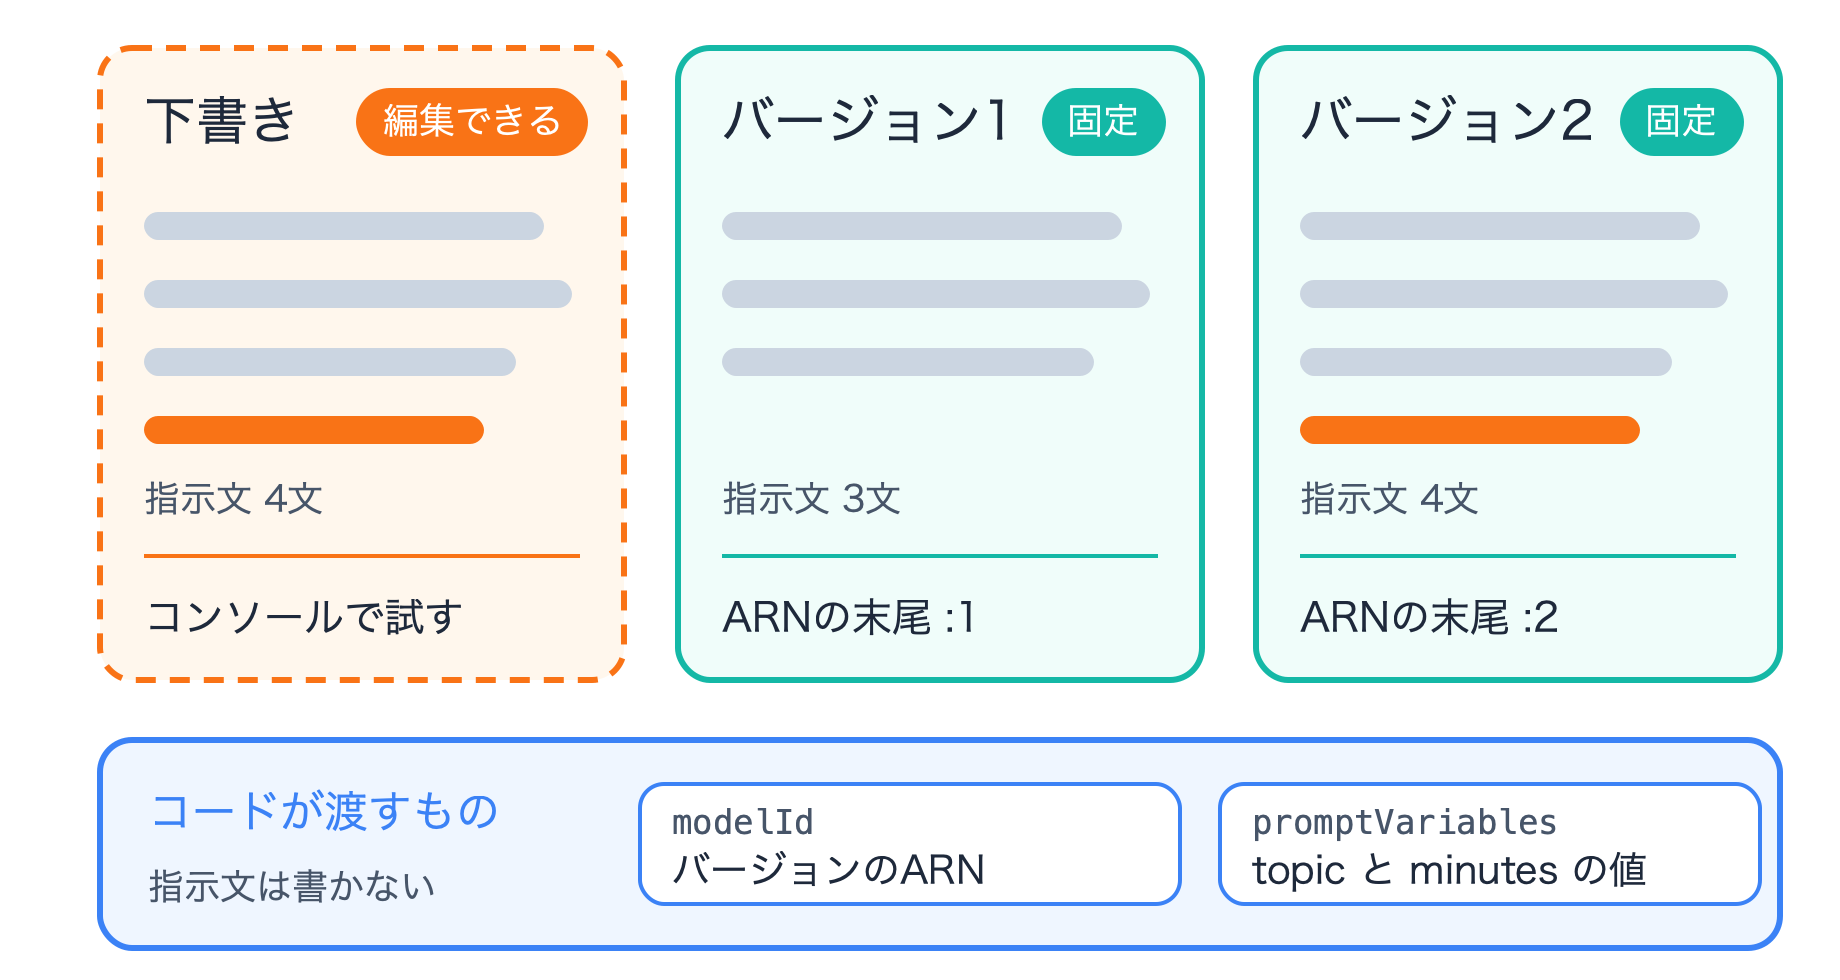 下書き 編集できる
指示文 4文
コンソールで試す
バージョン1 固定
指示文 3文
ARNの末尾 :1
バージョン2 固定
指示文 4文
ARNの末尾 :2
コードが渡すもの
指示文は書かない
modelId
バージョンのARN
promptVariables
topic と minutes の値